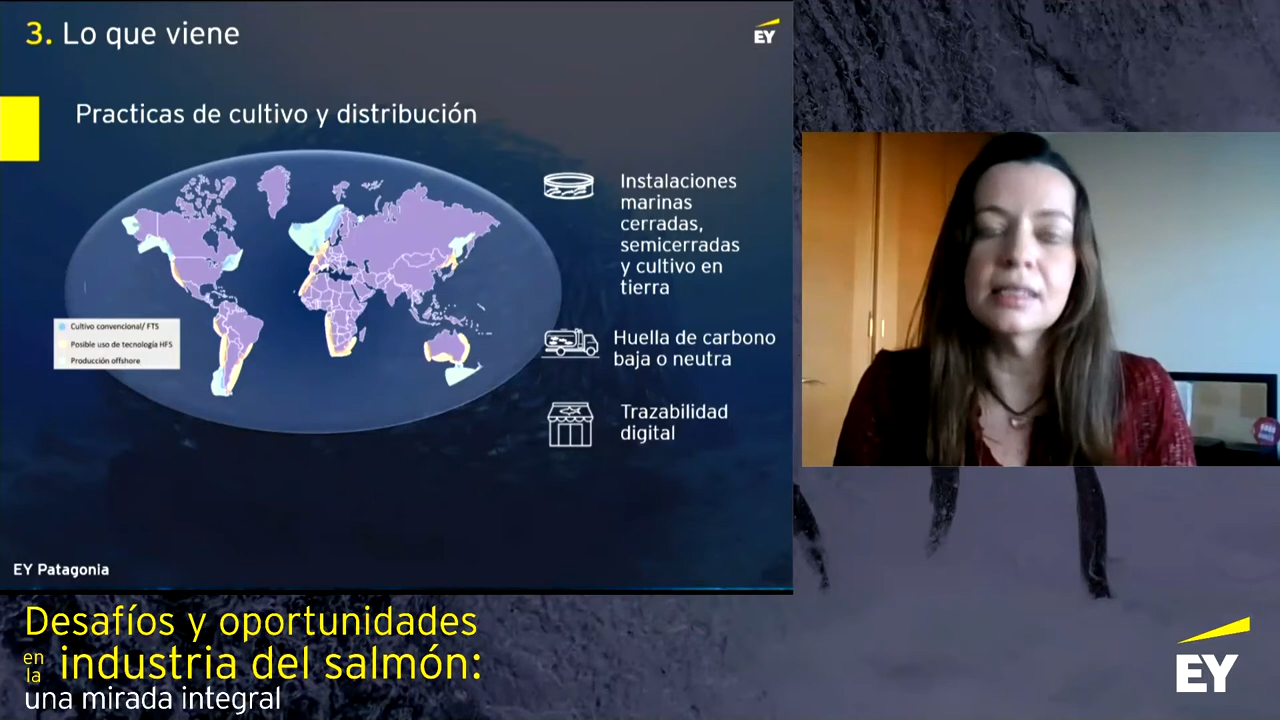 3. Lo que viene
EY
Practicas de cultivo y distribución
Instalaciones
marinas
cerradas,
semicerradas
y cultivo en
tierra
Cultivo convencional/ FTS
Posible uso de tecnología HFS
Producción offshore
Huella de carbono
baja o neutra
Trazabilidad
digital
EY Patagonia
Desafíos y oportunidades
en la industria del salmón:
una mirada integral
EY